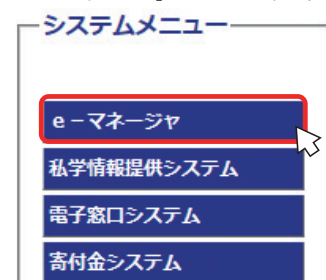 システムメニュー
e－マネージャ
私学情報提供システム
電子窓口システム
寄付金システム